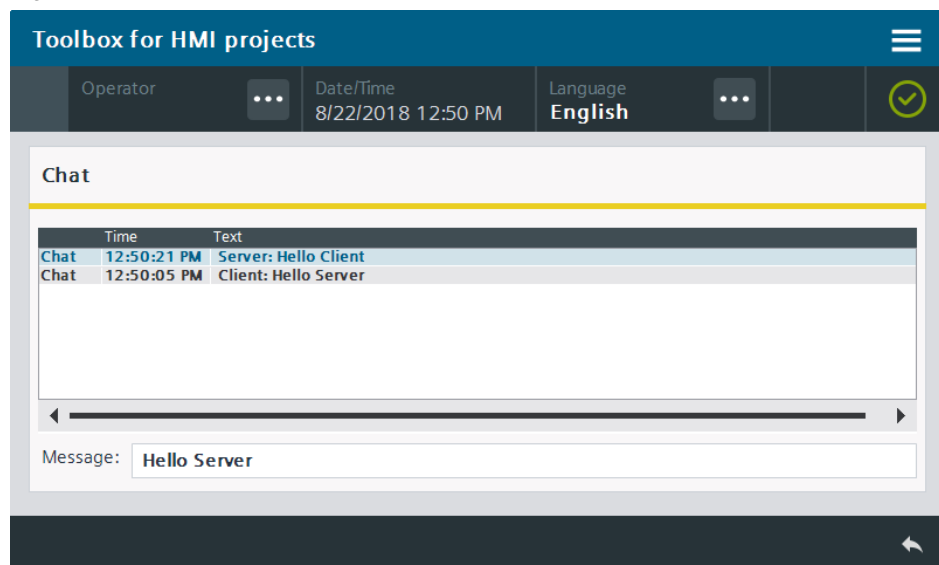 Toolbox for HMI projects
Operator
Date/Time
8/22/2018 12:50 PM
Language
English
Chat
Time Text
Chat 12:50:21 PM Server: Hello Client
Chat 12:50:05 PM Client: Hello Server
Message: Hello Server